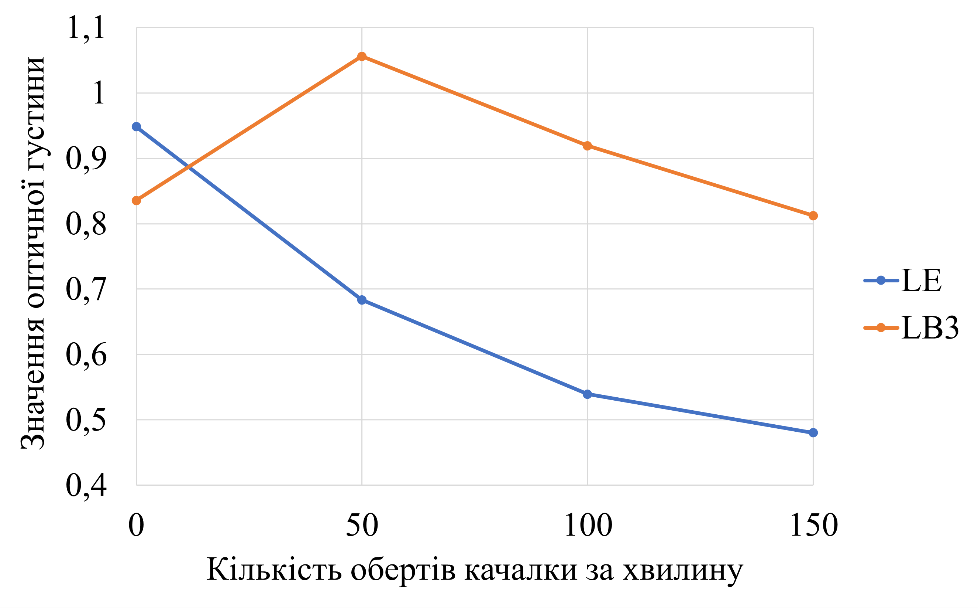 Значення оптичної густини
1,1
1
0,9
0,8
0,7
0,6
0,5
0,4
0 50 100 150
Кількість обертів качалки за хвилину
LE
LB3